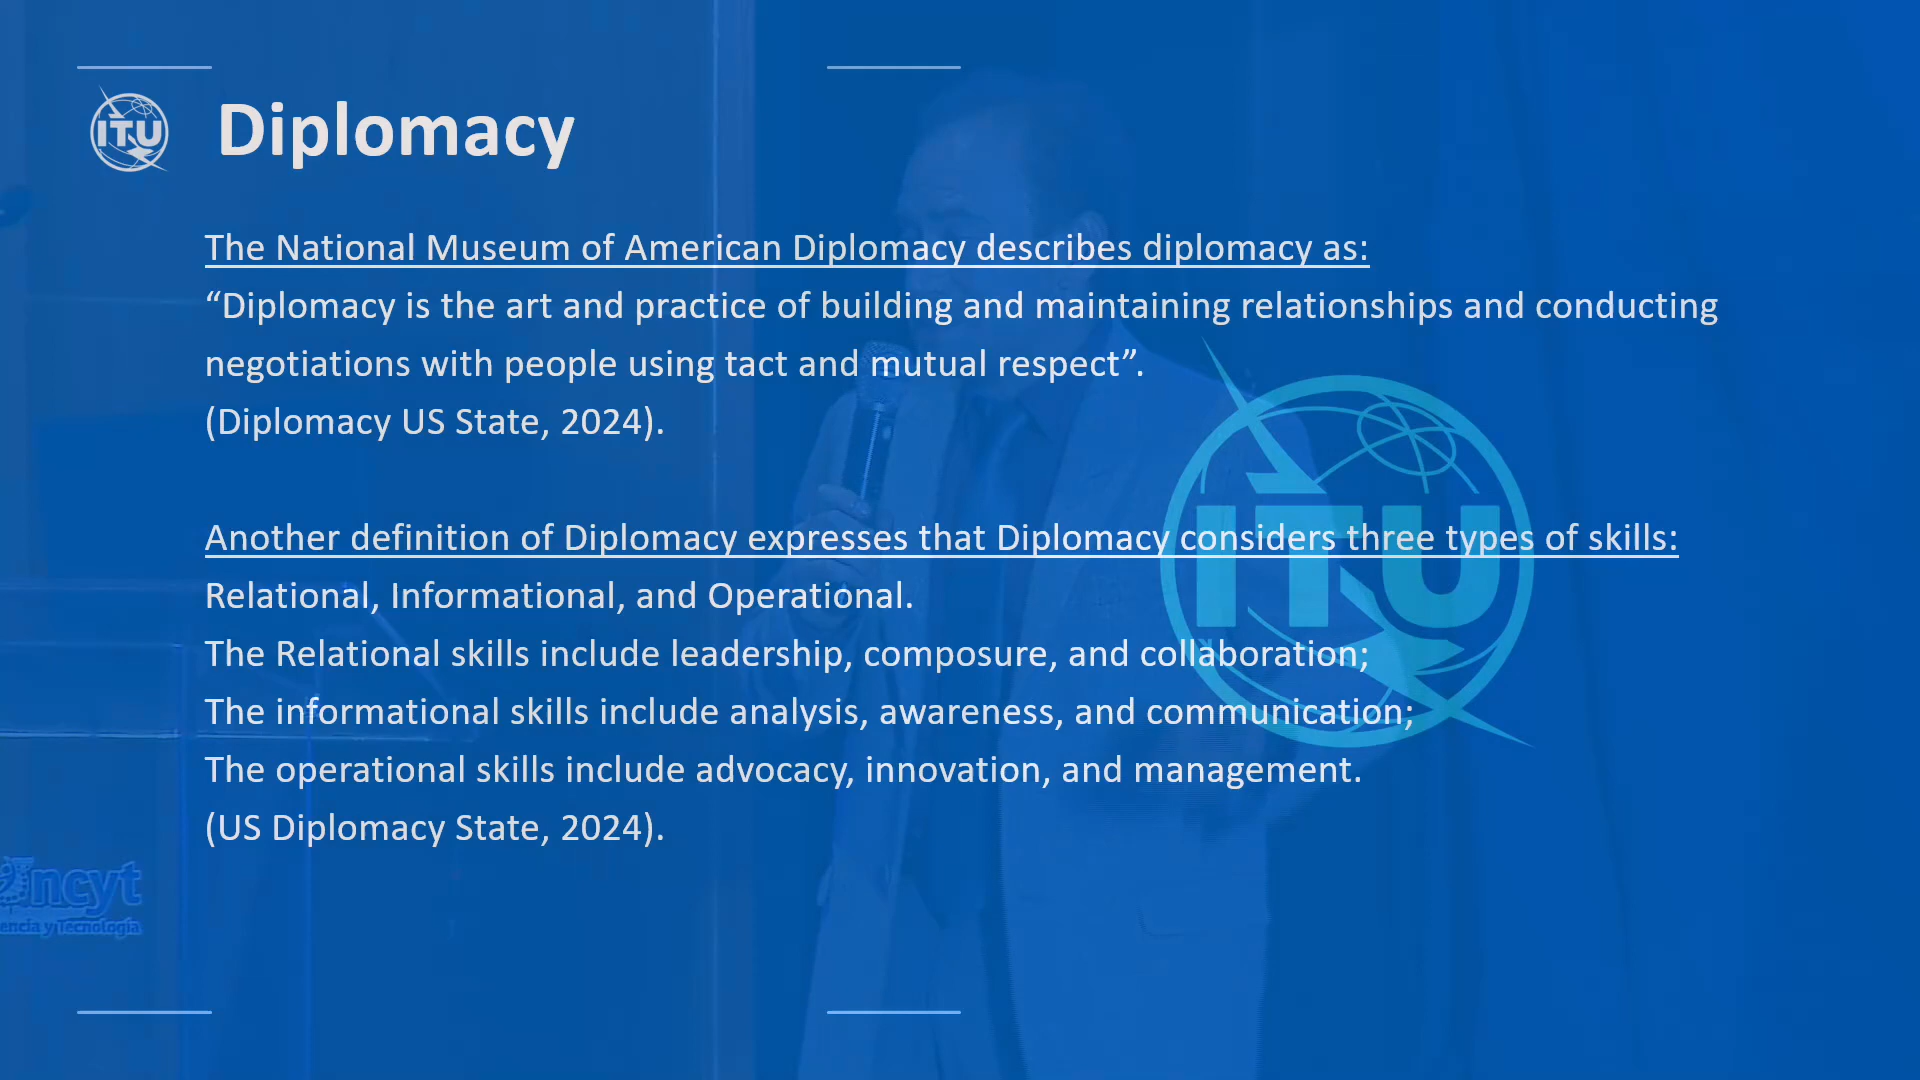 ITU
Diplomacy
The National Museum of American Diplomacy describes diplomacy as:
“Diplomacy is the art and practice of building and maintaining relationships and conducting
negotiations with people using tact and mutual respect”.
(Diplomacy US State, 2024).
ITU
Another definition of Diplomacy expresses that Diplomacy considers three types of skills:
Relational, Informational, and Operational.
The Relational skills include leadership, composure, and collaboration;
The informational skills include analysis, awareness, and communication;
The operational skills include advocacy, innovation, and management.
(US Diplomacy State, 2024).
ncyt
encia y Tecnología